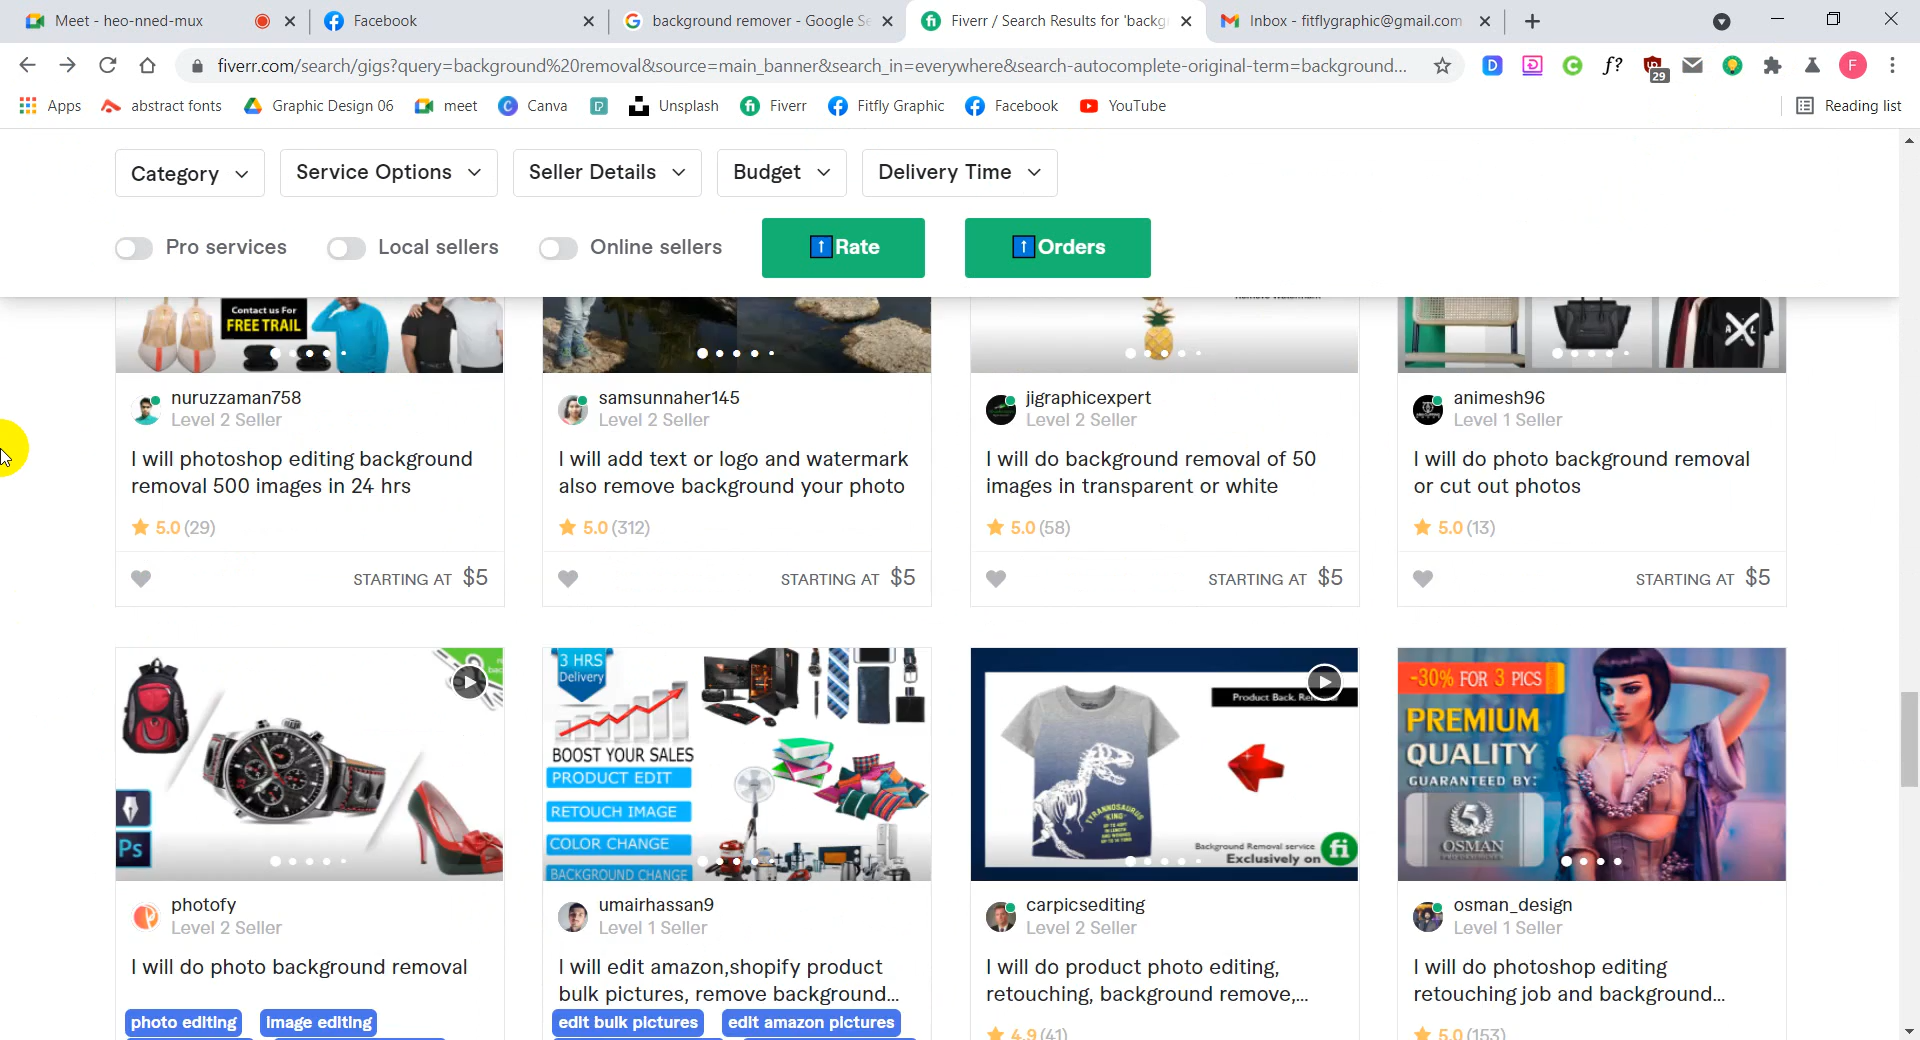 Meet - heo-nned-mux
Facebook
background remover - Google Se
Fiverr / Search Results for 'backg
Inbox - fitflygraphic@gmail.com
fiverr.com/search/gigs?query=background%20removal&source=main_banner&search_in=everywhere&search-autocomplete-original-term=background...
f?
29
F
Apps
abstract fonts
Graphic Design 06
meet
Canva
Unsplash
Fiverr
Fitfly Graphic
Facebook
YouTube
Reading list
Category
Service Options
Seller Details
Budget
Delivery Time
Pro services
Local sellers
Online sellers
↑Rate
↑Orders
Contact us For
FREE TRAIL
nuruzzaman758
Level 2 Seller
I will photoshop editing background
removal 500 images in 24 hrs
5.0 (29)
STARTING AT $5
samsunnaher145
Level 2 Seller
I will add text or logo and watermark
also remove background your photo
5.0 (312)
STARTING AT $5
jigraphicexpert
Level 2 Seller
I will do background removal of 50
images in transparent or white
5.0 (58)
STARTING AT $5
animesh96
Level 1 Seller
I will do photo background removal
or cut out photos
5.0 (13)
STARTING AT $5
Ps
photofy
Level 2 Seller
I will do photo background removal
photo editing
image editing
3 HRS
Delivery
BOOST YOUR SALES
PRODUCT EDIT
RETOUCH IMAGE
COLOR CHANGE
BACKGROUND CHANGE
umairhassan9
Level 1 Seller
I will edit amazon,shopify product
bulk pictures, remove background...
edit bulk pictures
edit amazon pictures
Product Back.
TYRANNOSAURUS
"KING"
Background Removal service
Exclusively on fi
carpicsediting
Level 2 Seller
I will do product photo editing,
retouching, background remove,...
4.9 (41)
-30% FOR 3 PICS
PREMIUM
QUALITY
GUARANTEED BY:
5
OSMAN
osman_design
Level 1 Seller
I will do photoshop editing
retouching job and background...
5.0 (153)